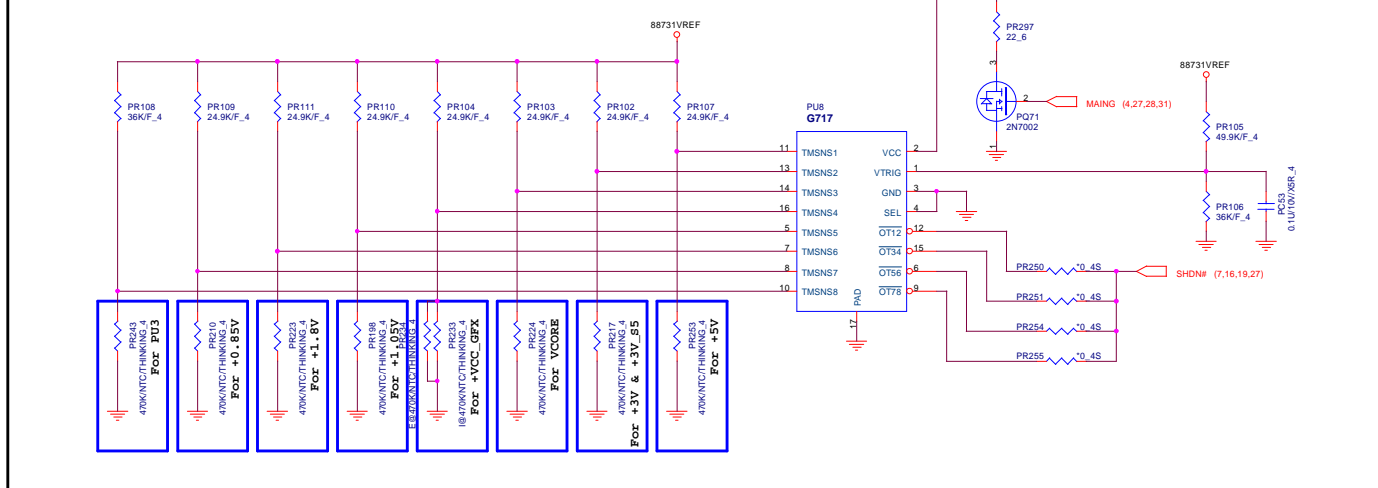 88731VREF
PR297
22_6
3
PQ71
2N7002
2
1
MAING (4,27,28,31)
88731VREF
PR105
49.9K/F_4
PR106
36K/F_4
PC53
0.1U/10V/X5R_4
PR108
36K/F_4
PR109
24.9K/F_4
PR111
24.9K/F_4
PR110
24.9K/F_4
PR104
24.9K/F_4
PR103
24.9K/F_4
PR102
24.9K/F_4
PR107
24.9K/F_4
PU8
G717
11 TMSNS1
13 TMSNS2
14 TMSNS3
16 TMSNS4
5 TMSNS5
7 TMSNS6
8 TMSNS7
10 TMSNS8
VCC 2
VTRIG 1
GND 3
SEL 4
OT12 12
OT34 15
OT56 6
OT78 9
PAD
17
PR250 *0_4S
PR251 *0_4S
PR254 *0_4S
PR255 *0_4S
SHDN# (7,16,19,27)
PR243
470K/NTC/THINKING_4
For PU3
PR210
470K/NTC/THINKING_4
For +0.85V
PR223
470K/NTC/THINKING_4
For +1.8V
PR198
470K/NTC/THINKING_4
For +1.05V
PR234
E@470K/NTC/THINKING_4
PR233
I@470K/NTC/THINKING_4
For +VCC_GFX
PR224
470K/NTC/THINKING_4
For VCORE
PR217
470K/NTC/THINKING_4
For +3V & +3V_S5
PR253
470K/NTC/THINKING_4
For +5V